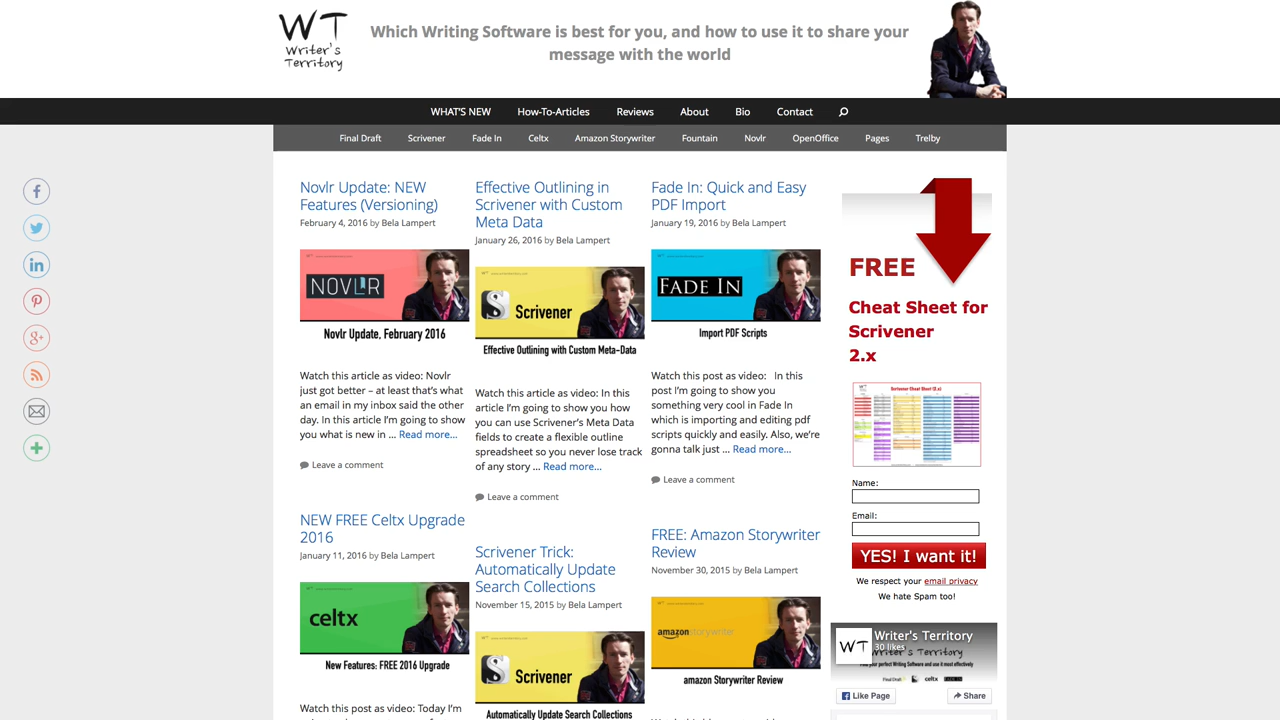 WT
Writer's
Territory
Which Writing Software is best for you, and how to use it to share your
message with the world
WHAT'S NEW How-To-Articles Reviews About Bio Contact
Final Draft Scrivener Fade In Celtx Amazon Storywriter Fountain Novlr OpenOffice Pages Trelby
Novlr Update: NEW
Features (Versioning)
February 4, 2016 by Bela Lampert
NOVLR
Novlr Update, February 2016
Watch this article as video: Novlr
just got better – at least that's what
an email in my inbox said the other
day. In this article I'm going to show
you what is new in ... Read more...
Leave a comment
Effective Outlining in
Scrivener with Custom
Meta Data
January 26, 2016 by Bela Lampert
Scrivener
Effective Outlining with Custom Meta-Data
Watch this article as video: In this
article I'm going to show you how
you can use Scrivener's Meta Data
fields to create a flexible outline
spreadsheet so you never lose track
of any story ... Read more...
Leave a comment
Fade In: Quick and Easy
PDF Import
January 19, 2016 by Bela Lampert
FADE IN
Import PDF Scripts
Watch this post as video: In this
post I'm going to show you
something very cool in Fade In
which is importing and editing pdf
scripts quickly and easily. Also, we're
gonna talk just ... Read more...
Leave a comment
NEW FREE Celtx Upgrade
2016
January 11, 2016 by Bela Lampert
celtx
New Features: FREE 2016 Upgrade
Watch this post as video: Today I'm
Scrivener Trick:
Automatically Update
Search Collections
November 15, 2015 by Bela Lampert
Scrivener
Automatically Update Search Collections
FREE: Amazon Storywriter
Review
November 30, 2015 by Bela Lampert
amazon storywriter
amazon Storywriter Review
FREE
Cheat Sheet for
Scrivener
2.x
Scrivener Cheat Sheet (2.x)
Name:
Email:
YES! I want it!
We respect your email privacy
We hate Spam too!
WT
Writer's Territory
30 likes
Like Page
Share